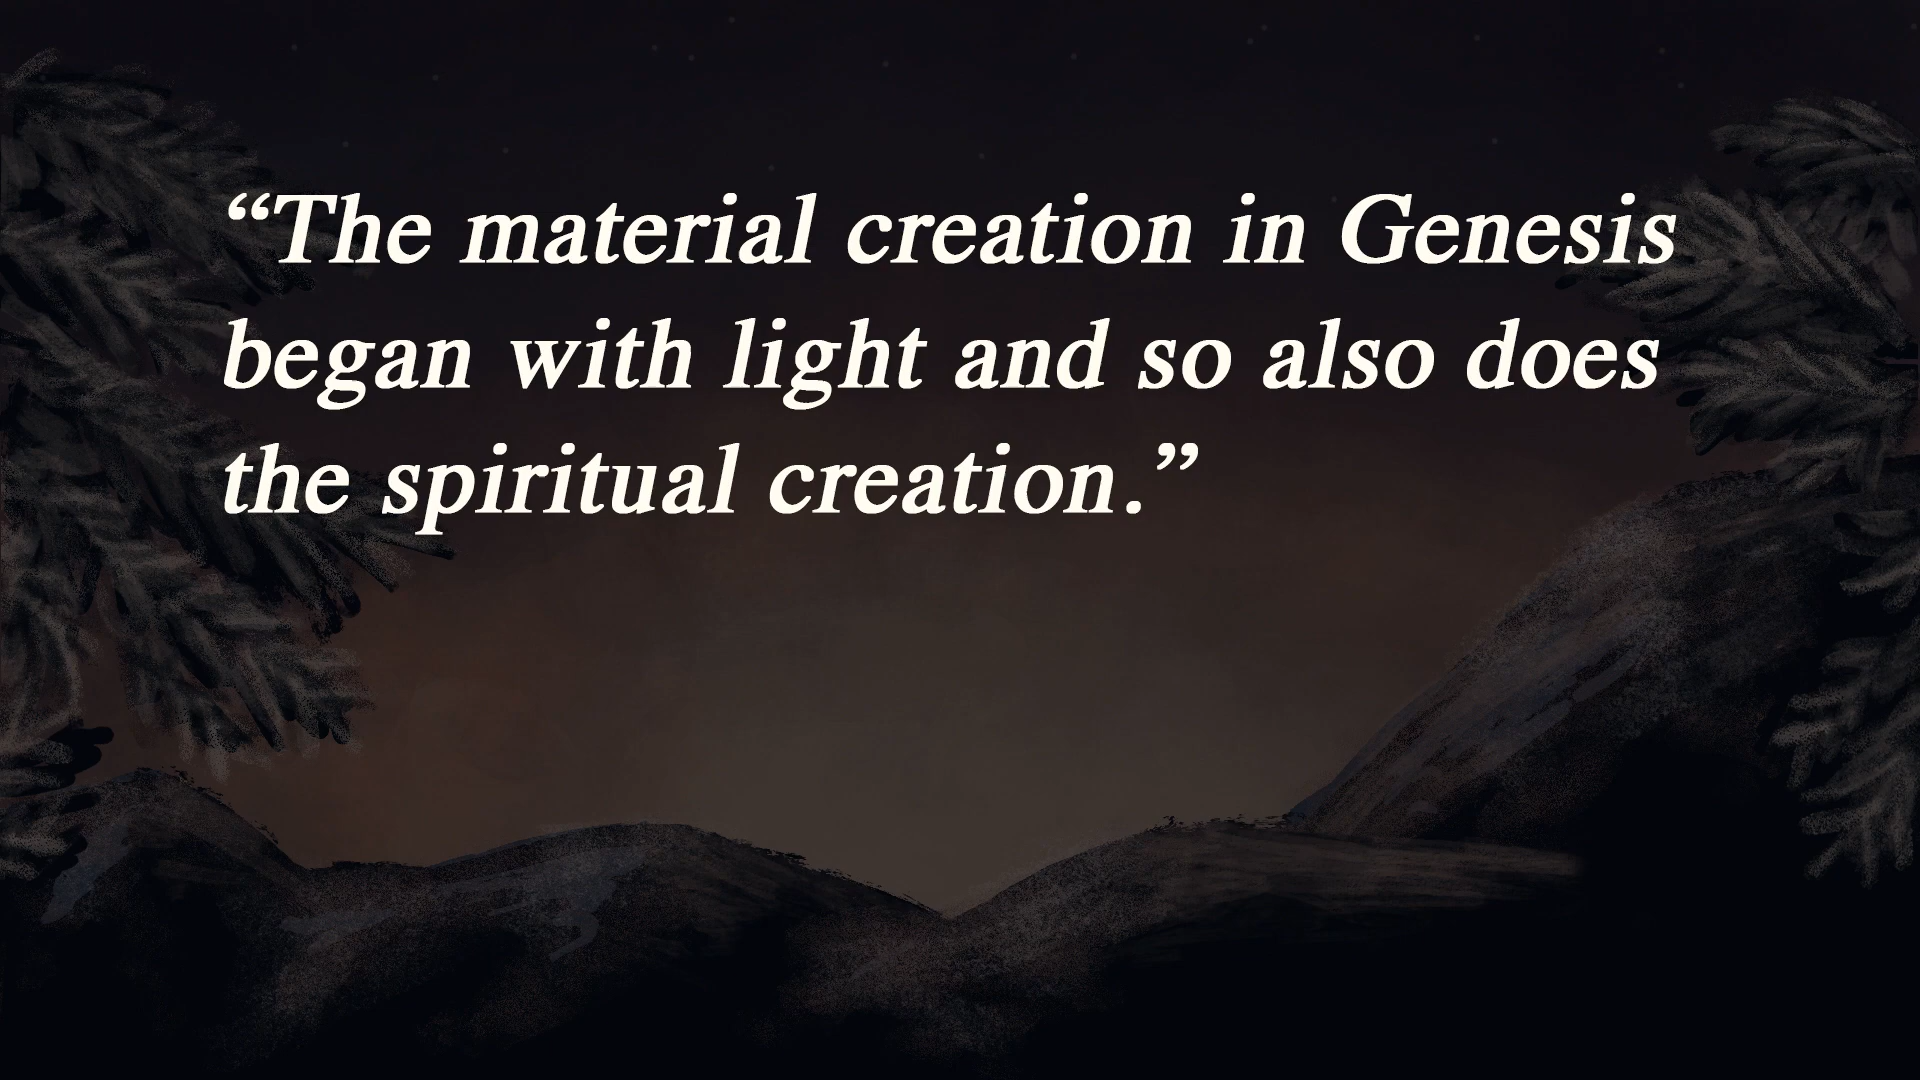 “The material creation in Genesis
began with light and so also does
the spiritual creation.”